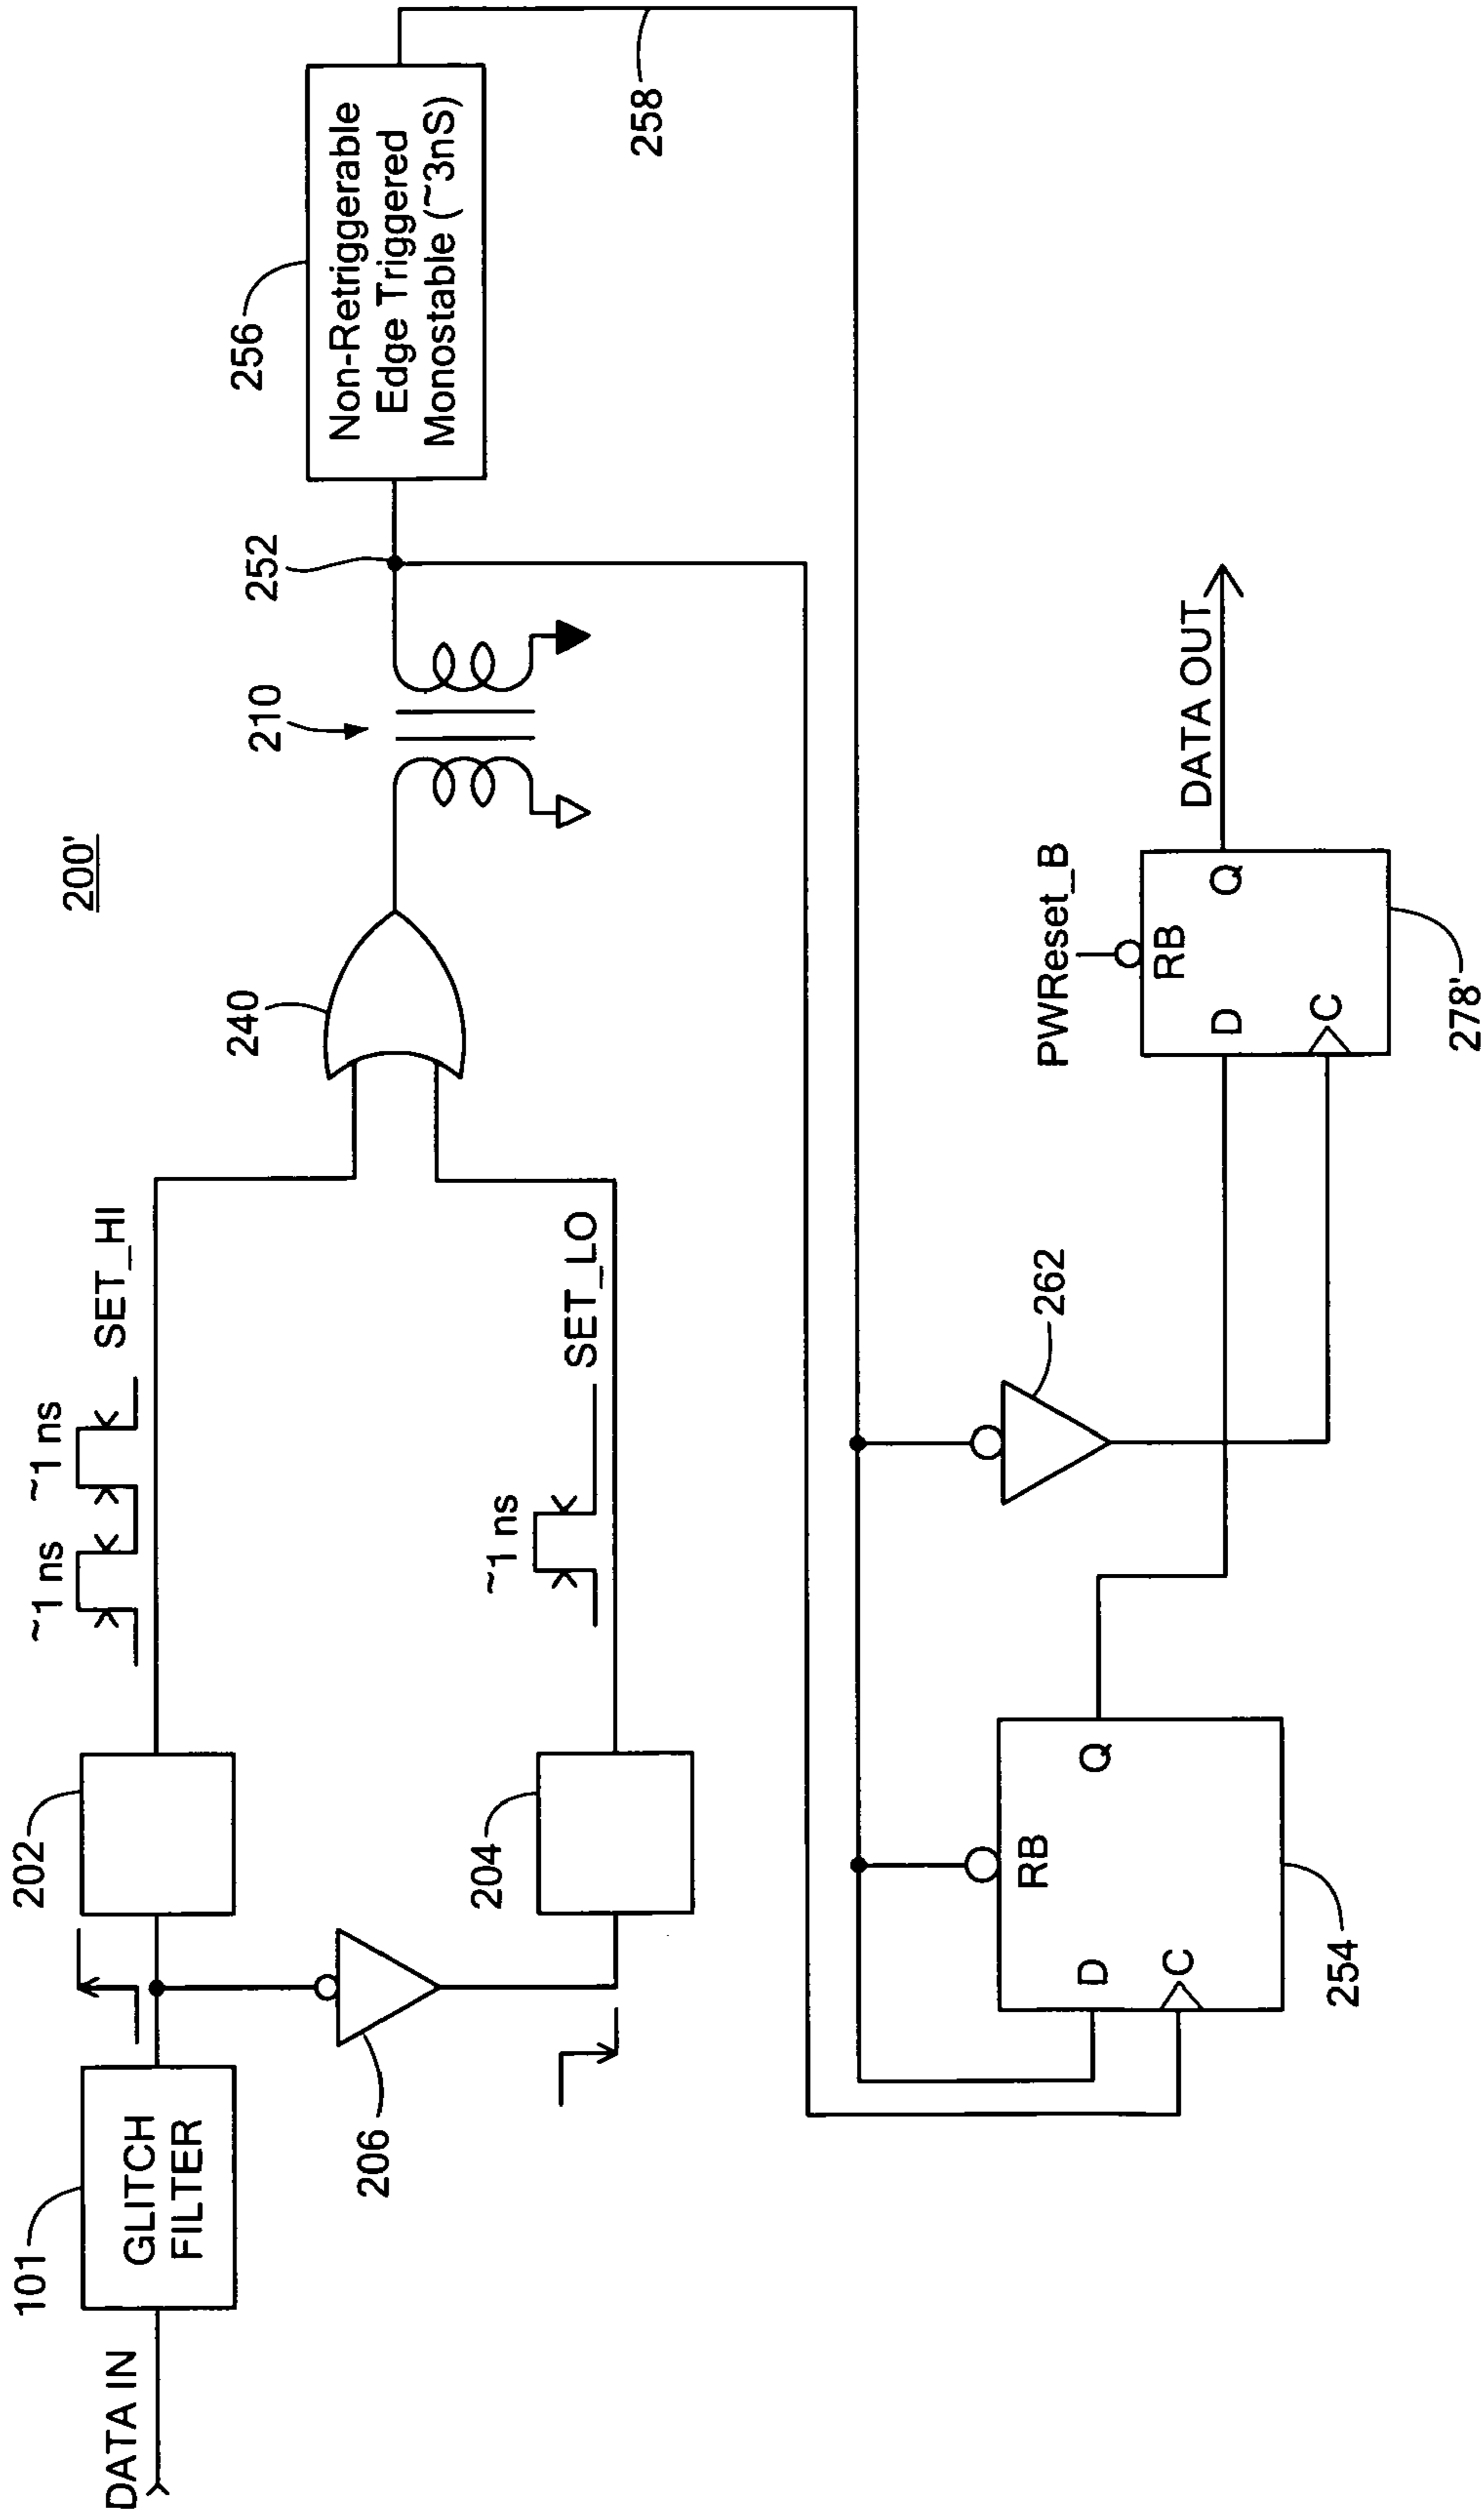 200'
DATA IN
101
GLITCH
FILTER
202
~1 ns
~1 ns
SET_HI
206
204
~1 ns
SET_LO
240
210
252
256
Non-Retriggerable
Edge Triggered
Monostable (~3nS)
258
254
D
C
RB
Q
262
PWReset_B
RB
D
Q
C
278'
DATA OUT